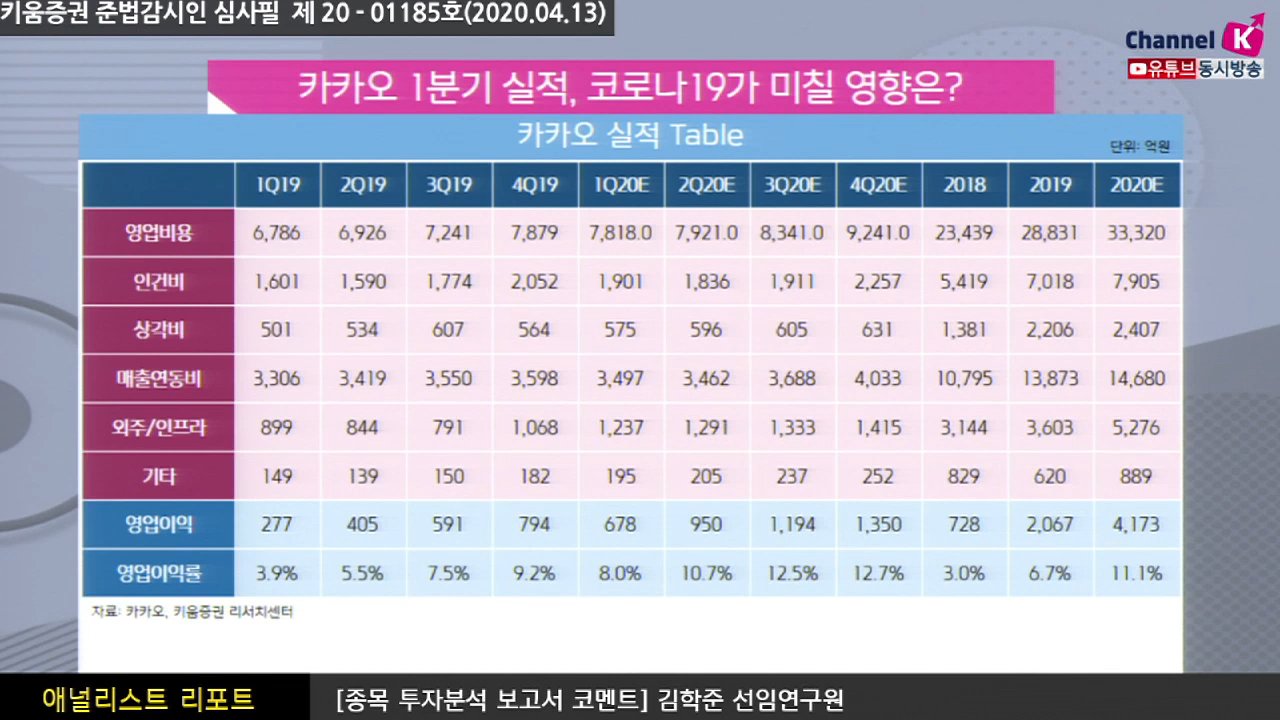 키움증권 준법감시인 심사필 제 20 - 01185호(2020.04.13)
Channel K
유튜브 동시방송
카카오 1분기 실적, 코로나19가 미칠 영향은?
카카오 실적 Table
단위: 억원
1Q19 2Q19 3Q19 4Q19 1Q20E 2Q20E 3Q20E 4Q20E 2018 2019 2020E
영업비용 6,786 6,926 7,241 7,879 7,818.0 7,921.0 8,341.0 9,241.0 23,439 28,831 33,320
인건비 1,601 1,590 1,774 2,052 1,901 1,836 1,911 2,257 5,419 7,018 7,905
상각비 501 534 607 564 575 596 605 631 1,381 2,206 2,407
매출연동비 3,306 3,419 3,550 3,598 3,497 3,462 3,688 4,033 10,795 13,873 14,680
외주/인프라 899 844 791 1,068 1,237 1,291 1,333 1,415 3,144 3,603 5,276
기타 149 139 150 182 195 205 237 252 829 620 889
영업이익 277 405 591 794 678 950 1,194 1,350 728 2,067 4,173
영업이익률 3.9% 5.5% 7.5% 9.2% 8.0% 10.7% 12.5% 12.7% 3.0% 6.7% 11.1%
자료: 카카오, 키움증권 리서치센터
애널리스트 리포트 [종목 투자분석 보고서 코멘트] 김학준 선임연구원